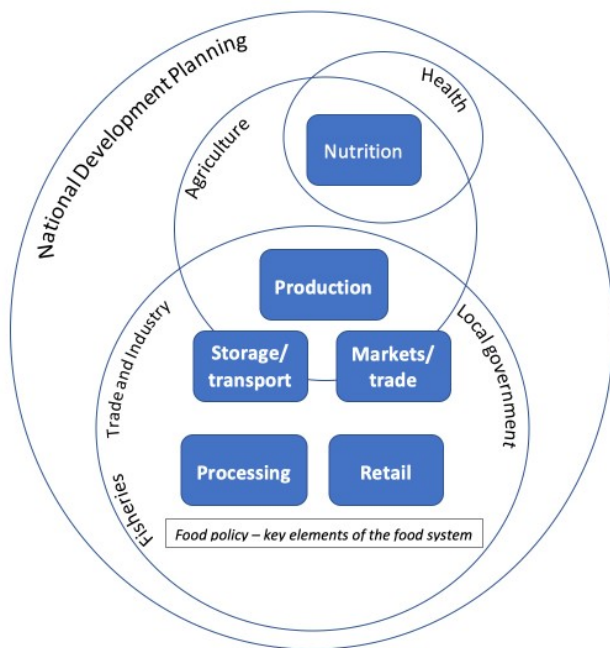 National Development Planning
Health
Agriculture
Nutrition
Production
Trade and Industry
Local government
Storage/
transport
Markets/
trade
Processing
Retail
Fisheries
Food policy – key elements of the food system